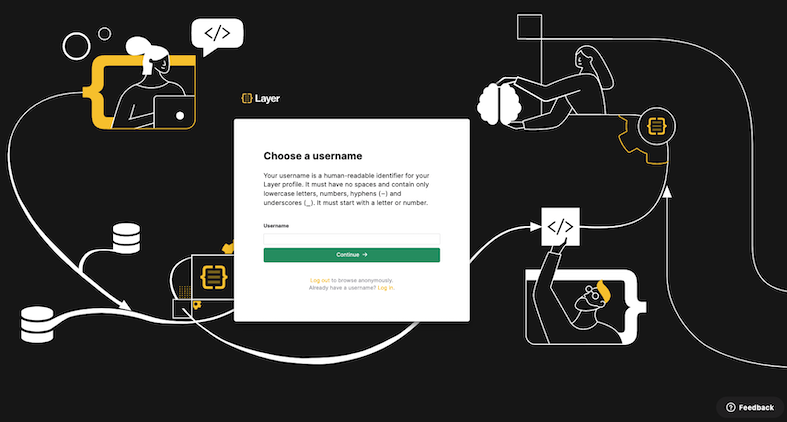 </>
Layer
Choose a username
Your username is a human-readable identifier for your
Layer profile. It must have no spaces and contain only
lowercase letters, numbers, hyphens (–) and
underscores (_). It must start with a letter or number.
Username
Continue →
</>
Log out to browse anonymously.
Already have a username? Log in.
Feedback